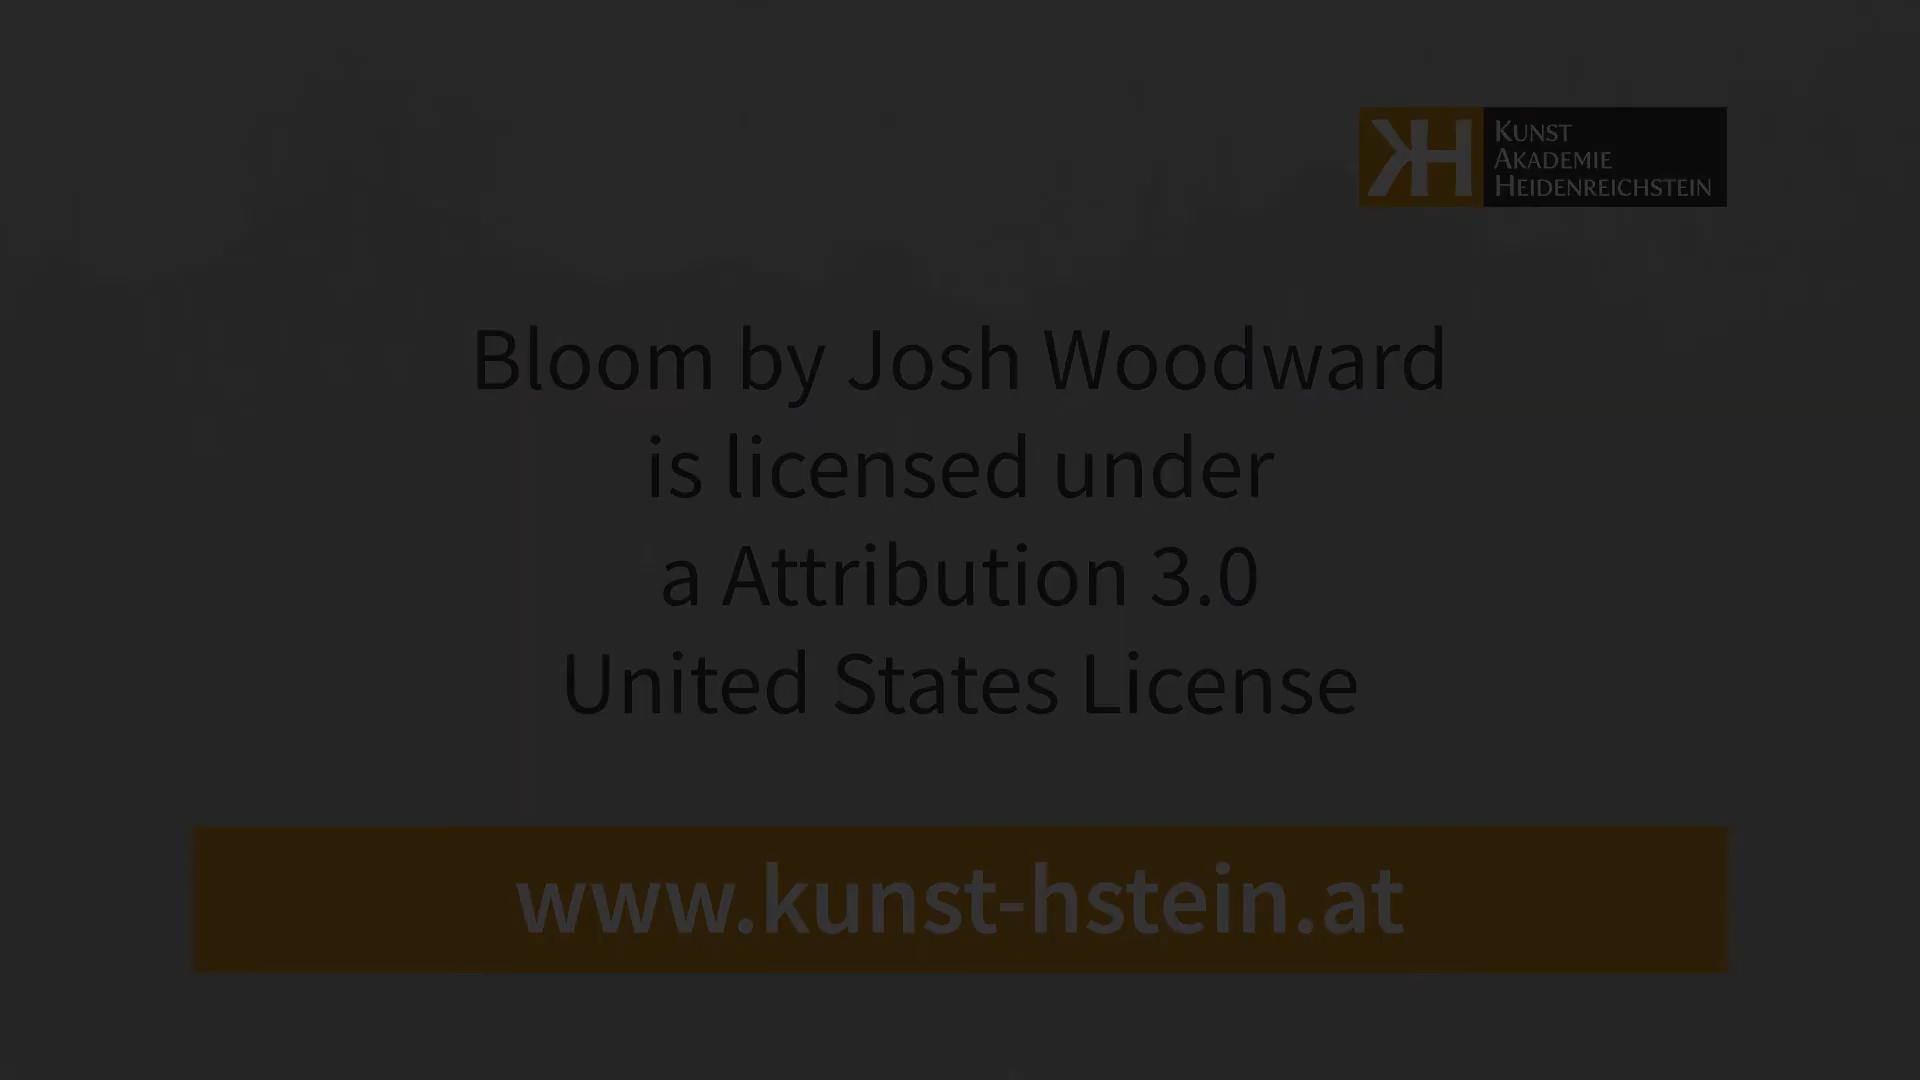 KUNST
AKADEMIE
HEIDENREICHSTEIN
Bloom by Josh Woodward
is licensed under
a Attribution 3.0
United States License
www.kunst-hstein.at